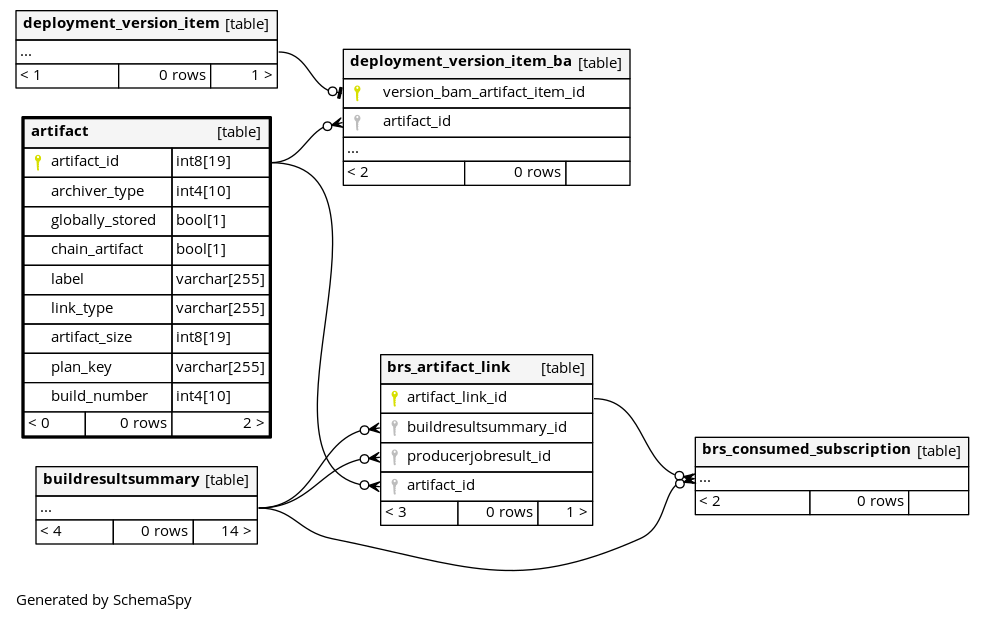 deployment_version_item [table]
...
< 1 0 rows 1 >
deployment_version_item_ba [table]
version_bam_artifact_item_id
artifact_id
...
< 2 0 rows
artifact [table]
artifact_id int8[19]
archiver_type int4[10]
globally_stored bool[1]
chain_artifact bool[1]
label varchar[255]
link_type varchar[255]
artifact_size int8[19]
plan_key varchar[255]
build_number int4[10]
< 0 0 rows 2 >
brs_artifact_link [table]
artifact_link_id
buildresultsummary_id
producerjobresult_id
artifact_id
< 3 0 rows 1 >
brs_consumed_subscription [table]
...
< 2 0 rows
buildresultsummary [table]
...
< 4 0 rows 14 >
Generated by SchemaSpy